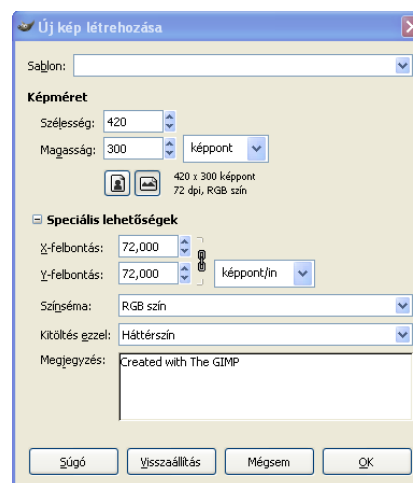 Új kép létrehozása
Sablon:
Képméret
Szélesség: 420
Magasság: 300 képpont
420 x 300 képpont
72 dpi, RGB szín
Speciális lehetőségek
X-felbontás: 72,000
Y-felbontás: 72,000 képpont/in
Színséma: RGB szín
Kitöltés ezzel: Háttérszín
Megjegyzés: Created with The GIMP
Súgó Visszaállítás Mégsem OK